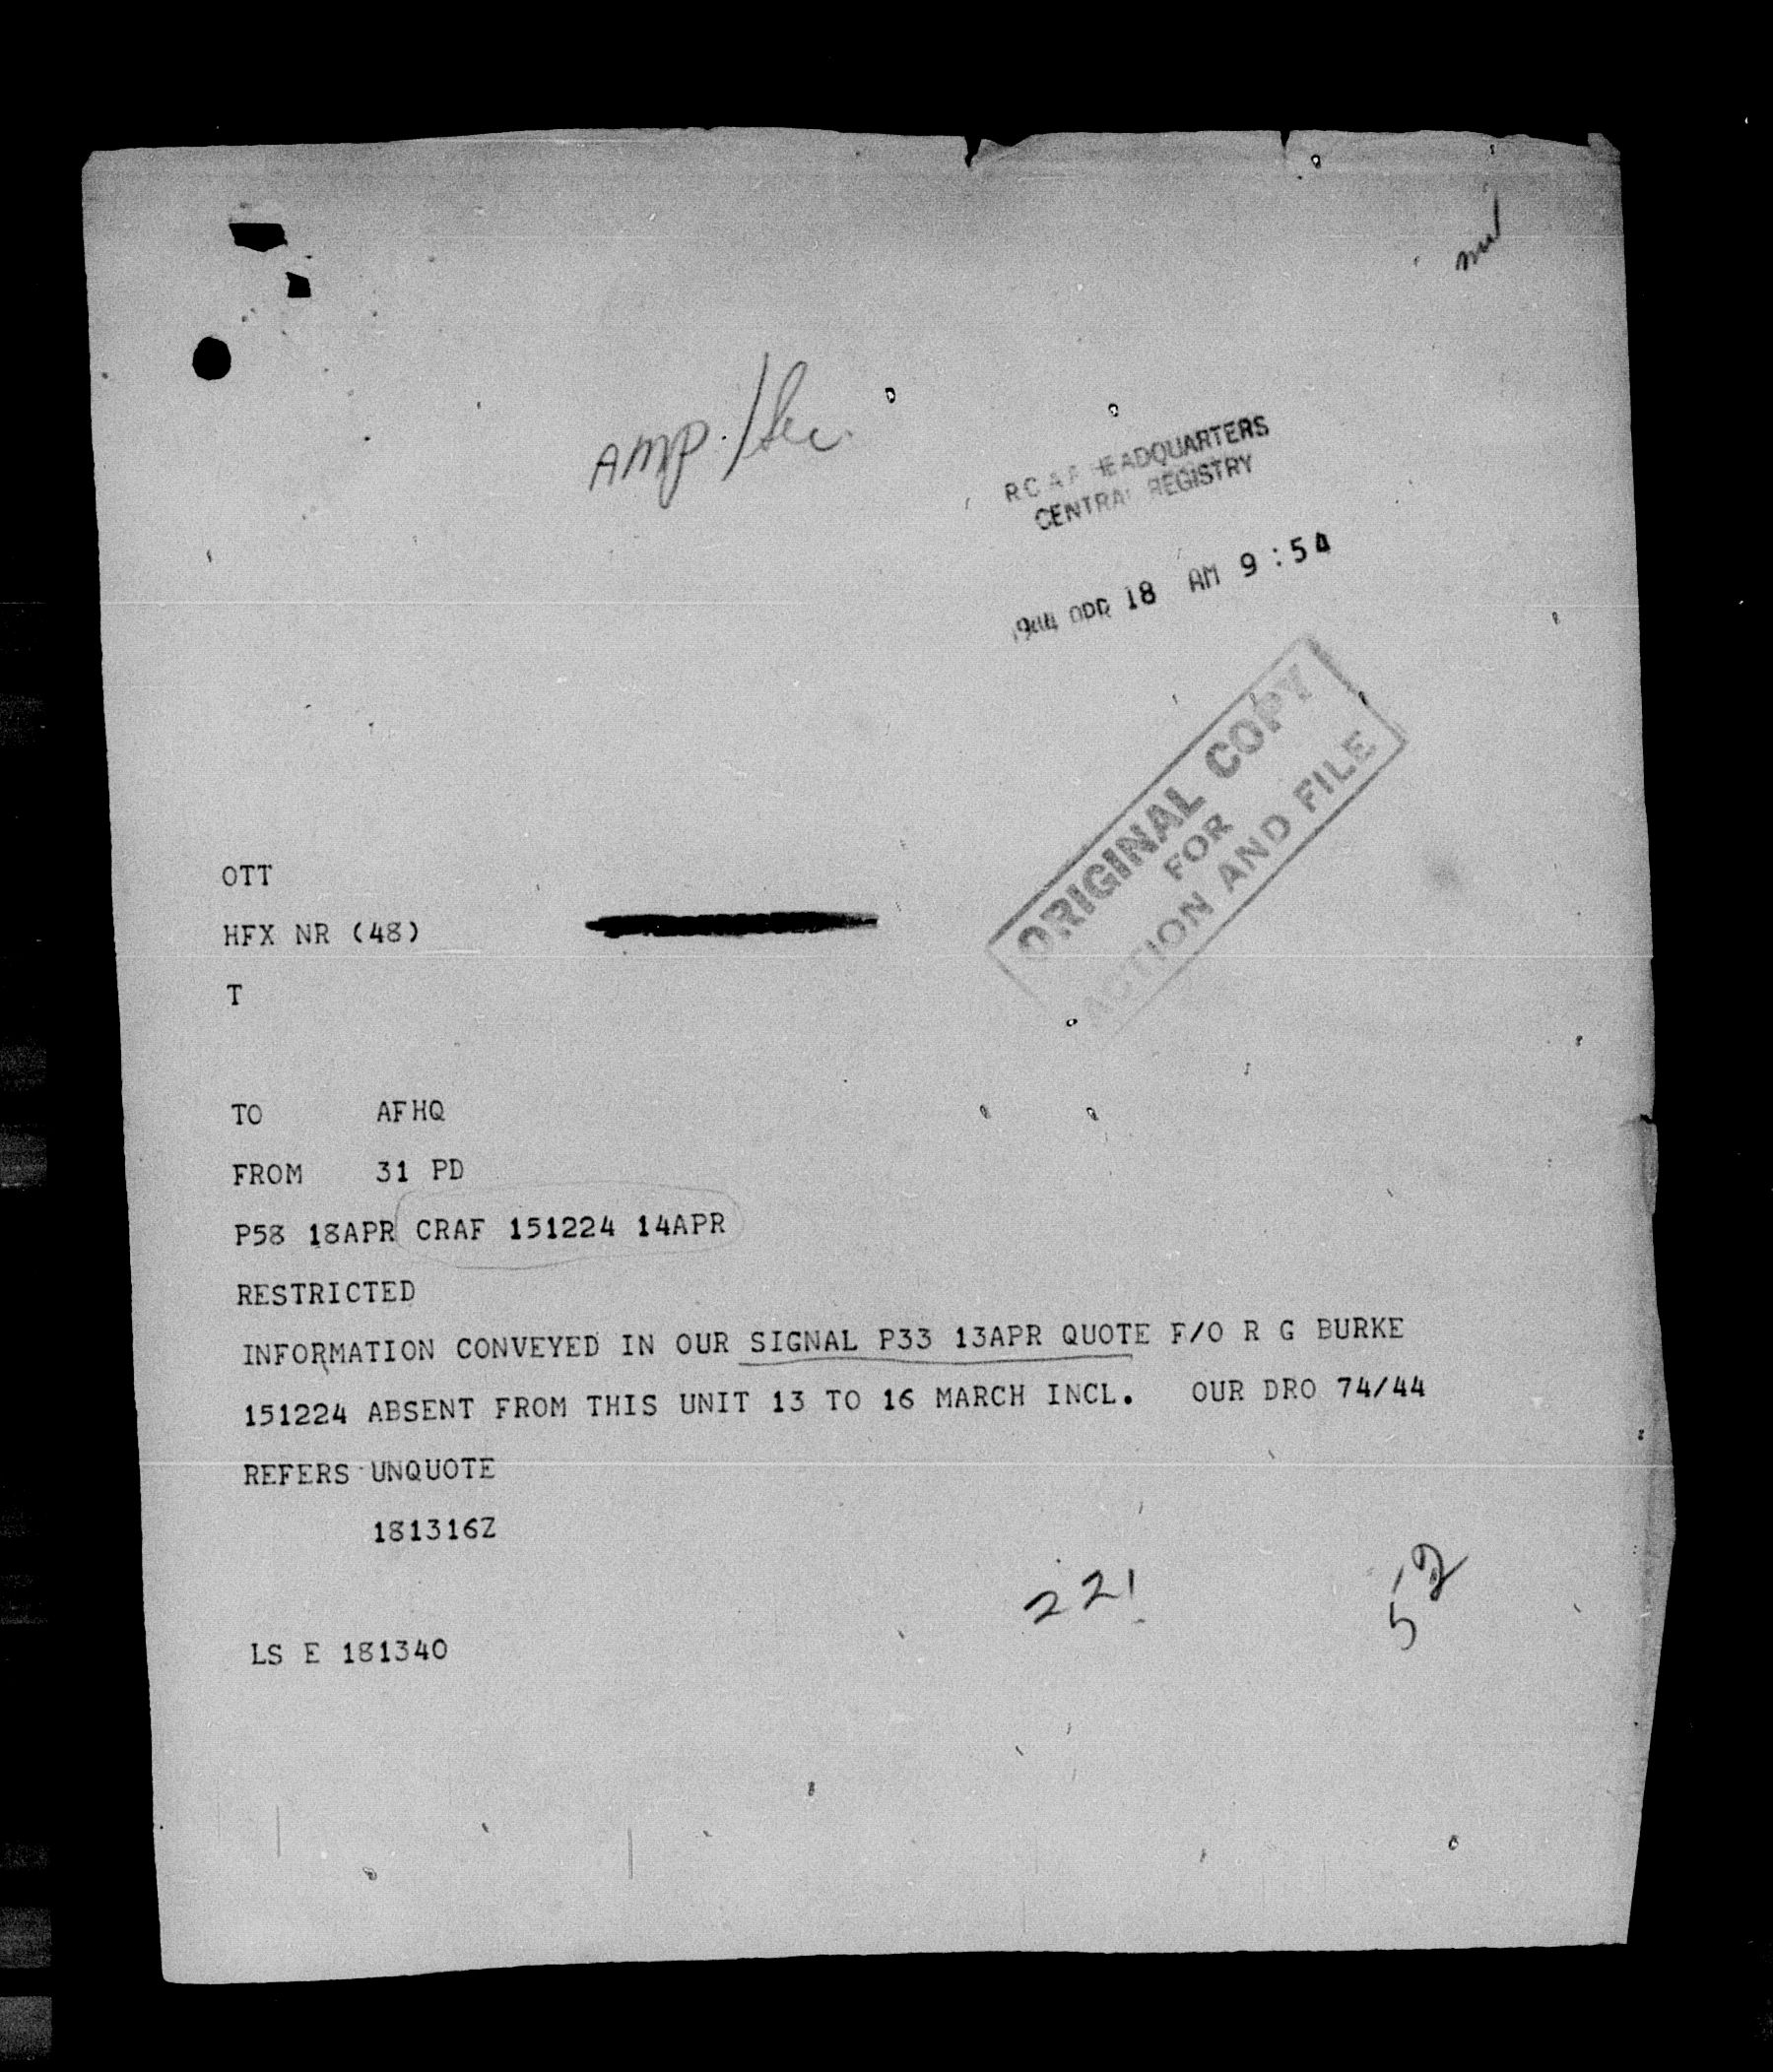 AMP./Sec.
RCAF HEADQUARTERS
CENTRAL REGISTRY
1944 APR 18 AM 9:54
ORIGINAL COPY
FOR
ACTION AND FILE
OTT
HFX NR (48)
T
TO AFHQ
FROM 31 PD
P58 18APR CRAF 151224 14APR
RESTRICTED
INFORMATION CONVEYED IN OUR SIGNAL P33 13APR QUOTE F/O R G BURKE
151224 ABSENT FROM THIS UNIT 13 TO 16 MARCH INCL. OUR DRO 74/44
REFERS UNQUOTE
181316Z
221
52
LS E 181340